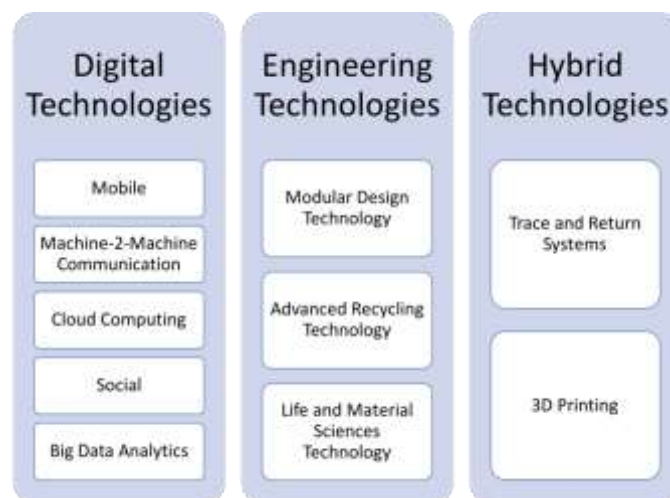 Digital
Technologies
Mobile
Machine-2-Machine
Communication
Cloud Computing
Social
Big Data Analytics
Engineering
Technologies
Modular Design
Technology
Advanced Recycling
Technology
Life and Material
Sciences
Technology
Hybrid
Technologies
Trace and Return
Systems
3D Printing